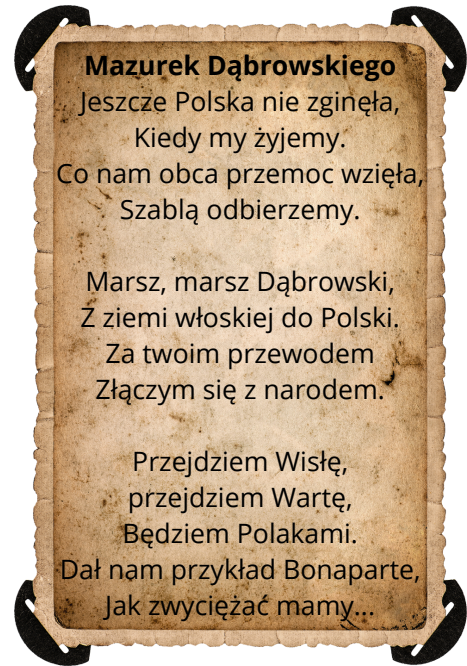 Mazurek Dąbrowskiego
Jeszcze Polska nie zginęła,
Kiedy my żyjemy.
Co nam obca przemoc wzięła,
Szablą odbierzemy.
Marsz, marsz Dąbrowski,
Z ziemi włoskiej do Polski.
Za twoim przewodem
Złączym się z narodem.
Przejdziem Wisłę,
przejdziem Wartę,
Będziem Polakami.
Dał nam przykład Bonaparte,
Jak zwyciężać mamy...